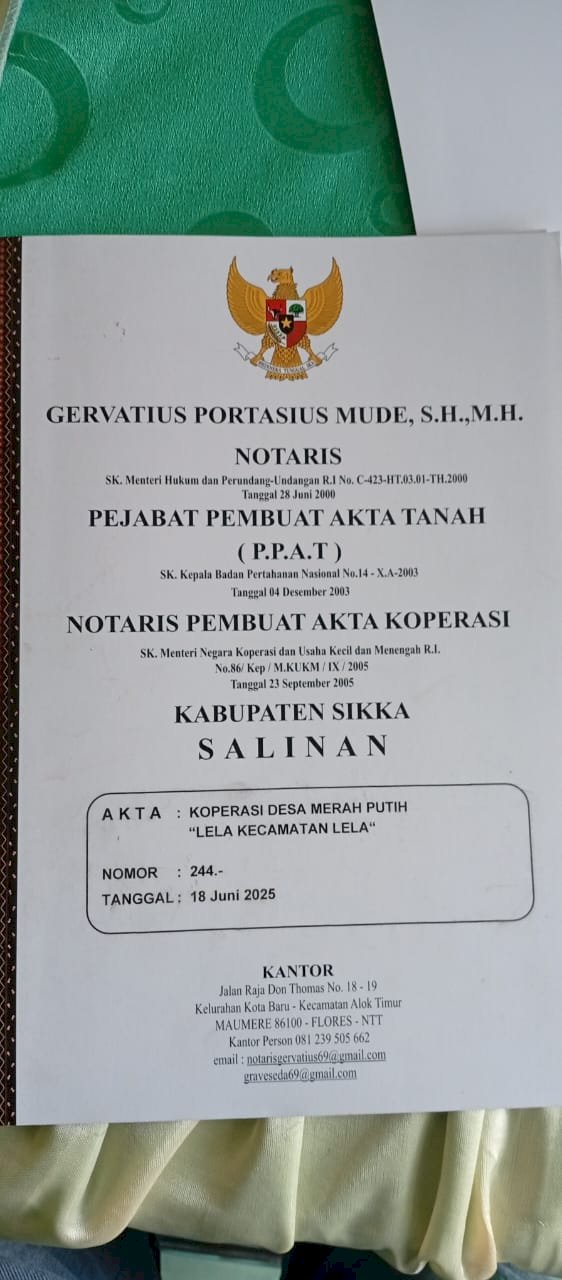 GERVATIUS PORTASIUS MUDE, S.H.,M.H.
NOTARIS
SK. Menteri Hukum dan Perundang-Undangan R.I No. C-423-HT.03.01-TH.2000
Tanggal 28 Juni 2000
PEJABAT PEMBUAT AKTA TANAH
( P.P.A.T )
SK. Kepala Badan Pertahanan Nasional No.14 - X.A-2003
Tanggal 04 Desember 2003
NOTARIS PEMBUAT AKTA KOPERASI
SK. Menteri Negara Koperasi dan Usaha Kecil dan Menengah R.I.
No.86/ Kep / M.KUKM / IX / 2005
Tanggal 23 September 2005
KABUPATEN SIKKA
S A L I N A N
A K T A : KOPERASI DESA MERAH PUTIH
“LELA KECAMATAN LELA“
NOMOR : 244.-
TANGGAL : 18 Juni 2025
KANTOR
Jalan Raja Don Thomas No. 18 - 19
Kelurahan Kota Baru - Kecamatan Alok Timur
MAUMERE 86100 - FLORES - NTT
Kantor Person 081 239 505 662
email : notarisgervatius69@gmail.com
graveseda69@gmail.com